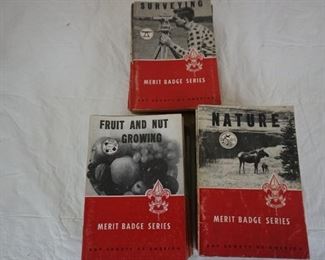 SURVEYING
MERIT BADGE SERIES
BOY SCOUTS OF AMERICA
FRUIT AND NUT
GROWING
MERIT BADGE SERIES
BOY SCOUTS OF AMERICA
NATURE
MERIT BADGE SERIES
BOY SCOUTS OF AMERICA